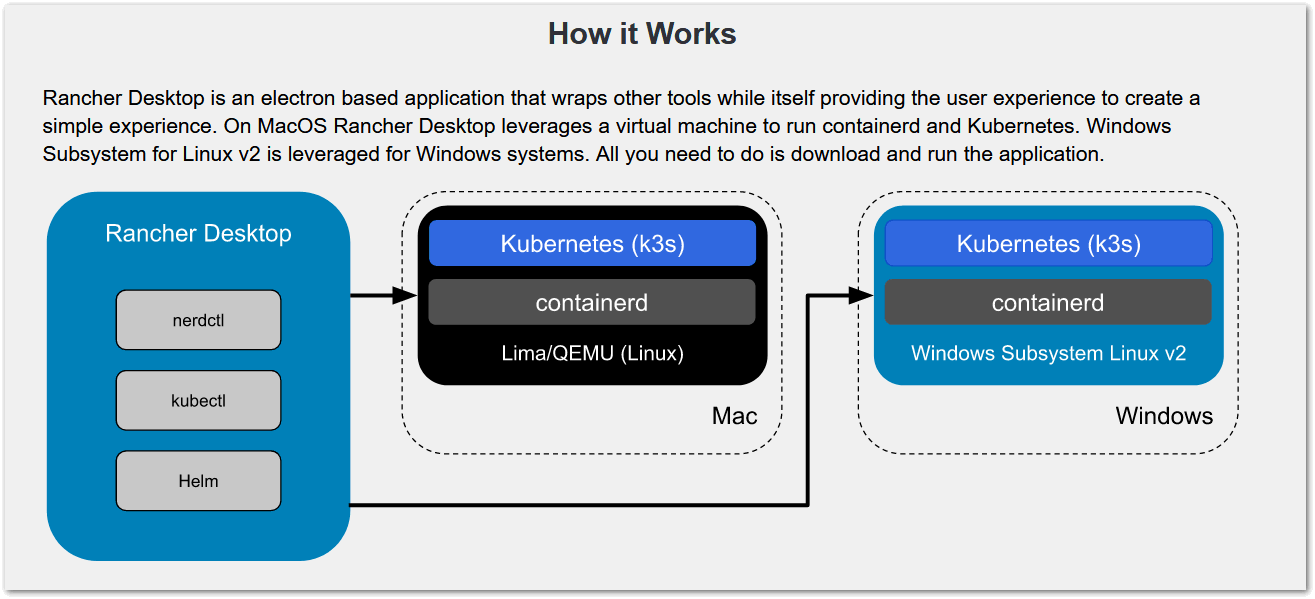 How it Works
Rancher Desktop is an electron based application that wraps other tools while itself providing the user experience to create a
simple experience. On MacOS Rancher Desktop leverages a virtual machine to run containerd and Kubernetes. Windows
Subsystem for Linux v2 is leveraged for Windows systems. All you need to do is download and run the application.
Rancher Desktop
nerdctl
kubectl
Helm
Kubernetes (k3s)
containerd
Lima/QEMU (Linux)
Mac
Kubernetes (k3s)
containerd
Windows Subsystem Linux v2
Windows